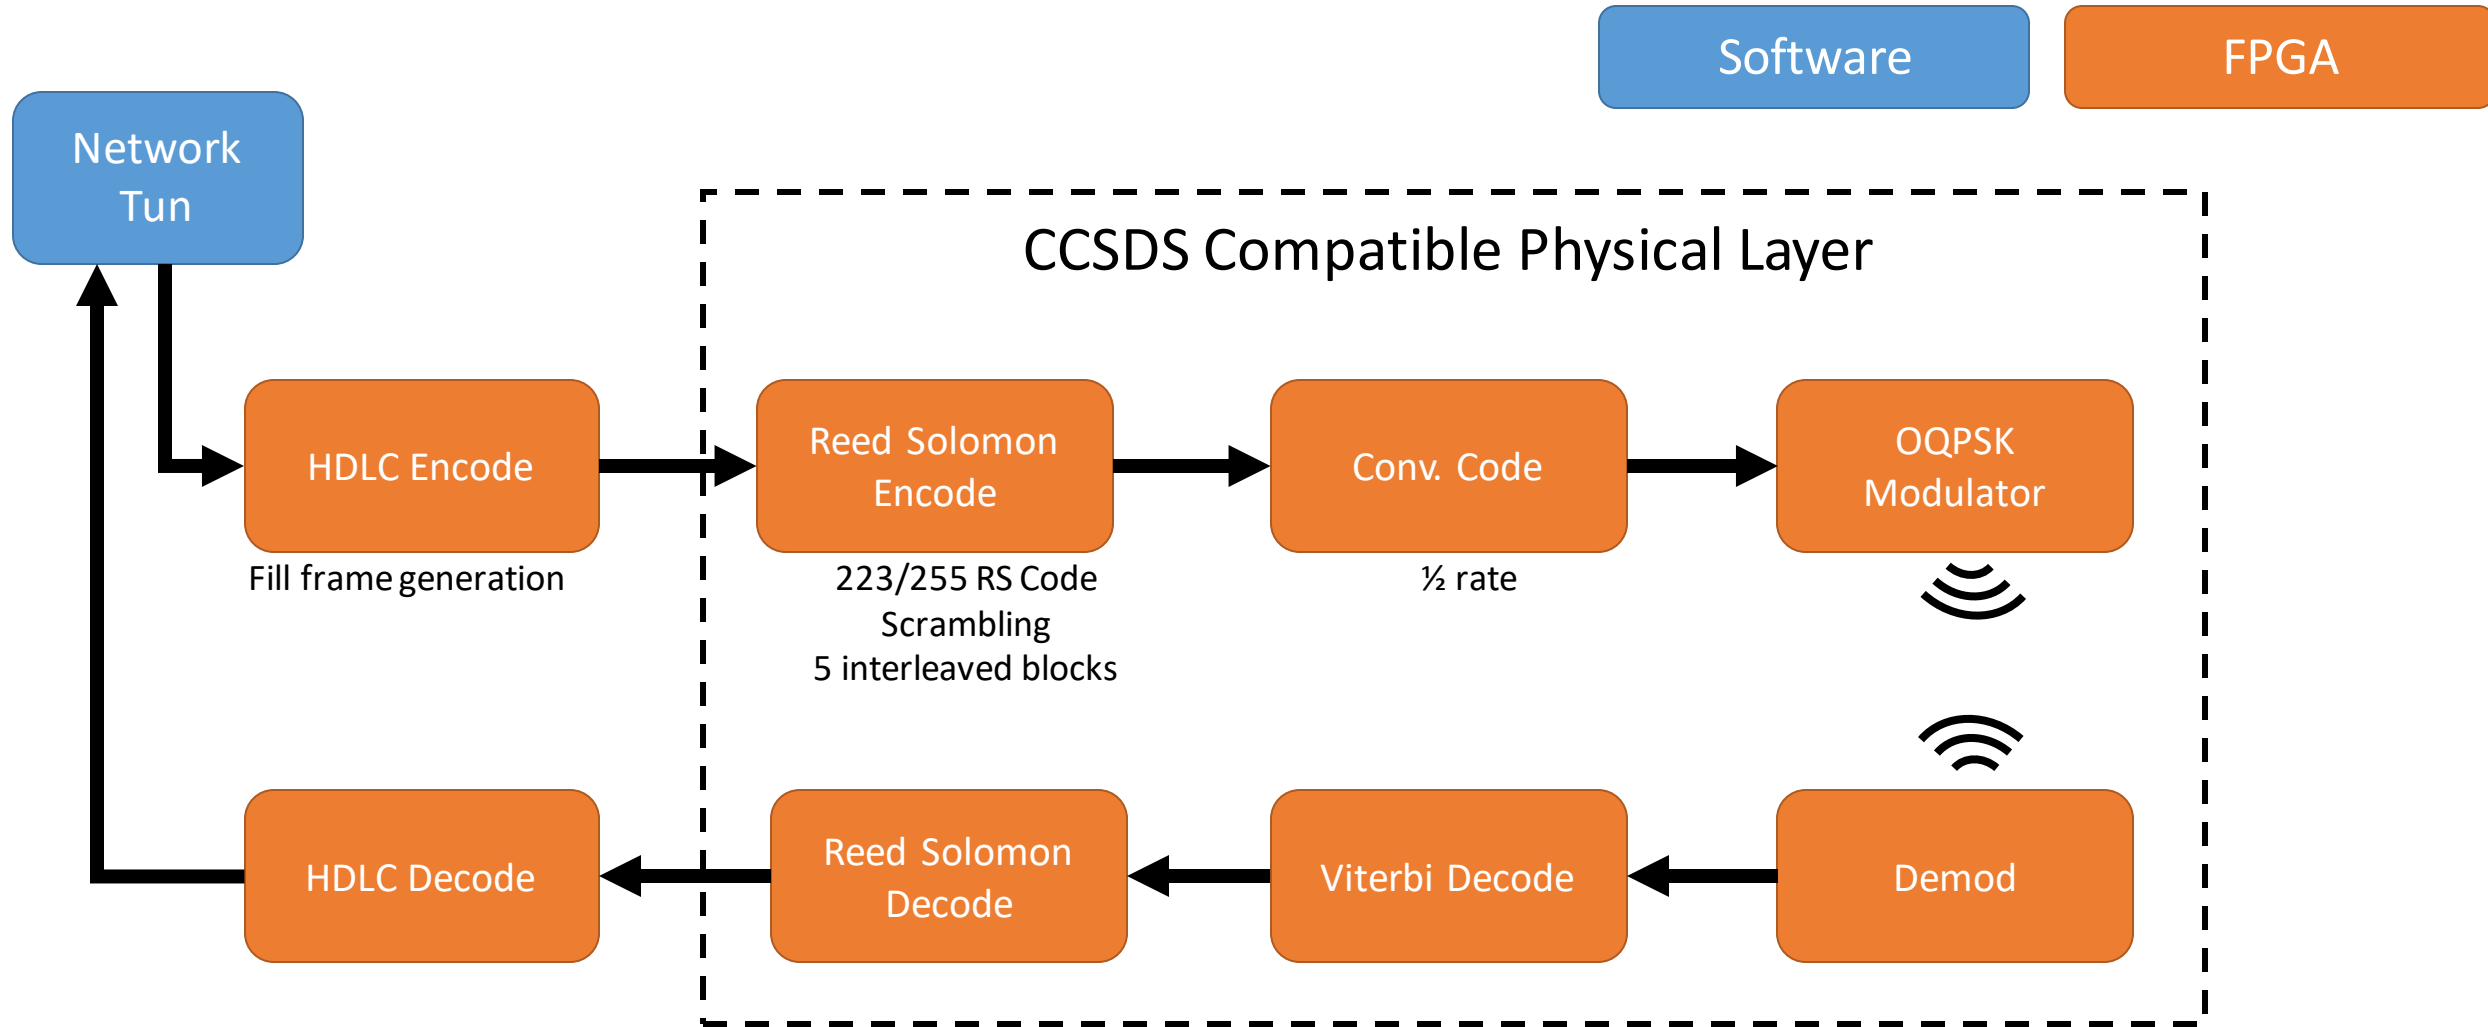 Software
FPGA
Network
Tun
CCSDS Compatible Physical Layer
HDLC Encode
Reed Solomon
Encode
Conv. Code
OQPSK
Modulator
Fill frame generation
223/255 RS Code
Scrambling
5 interleaved blocks
½ rate
HDLC Decode
Reed Solomon
Decode
Viterbi Decode
Demod